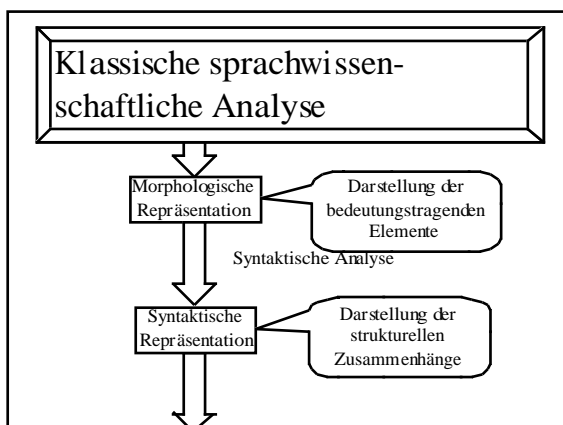 Klassische sprachwissen-
schaftliche Analyse
Morphologische
Repräsentation
Darstellung der
bedeutungstragenden
Elemente
Syntaktische Analyse
Syntaktische
Repräsentation
Darstellung der
strukturellen
Zusammenhänge